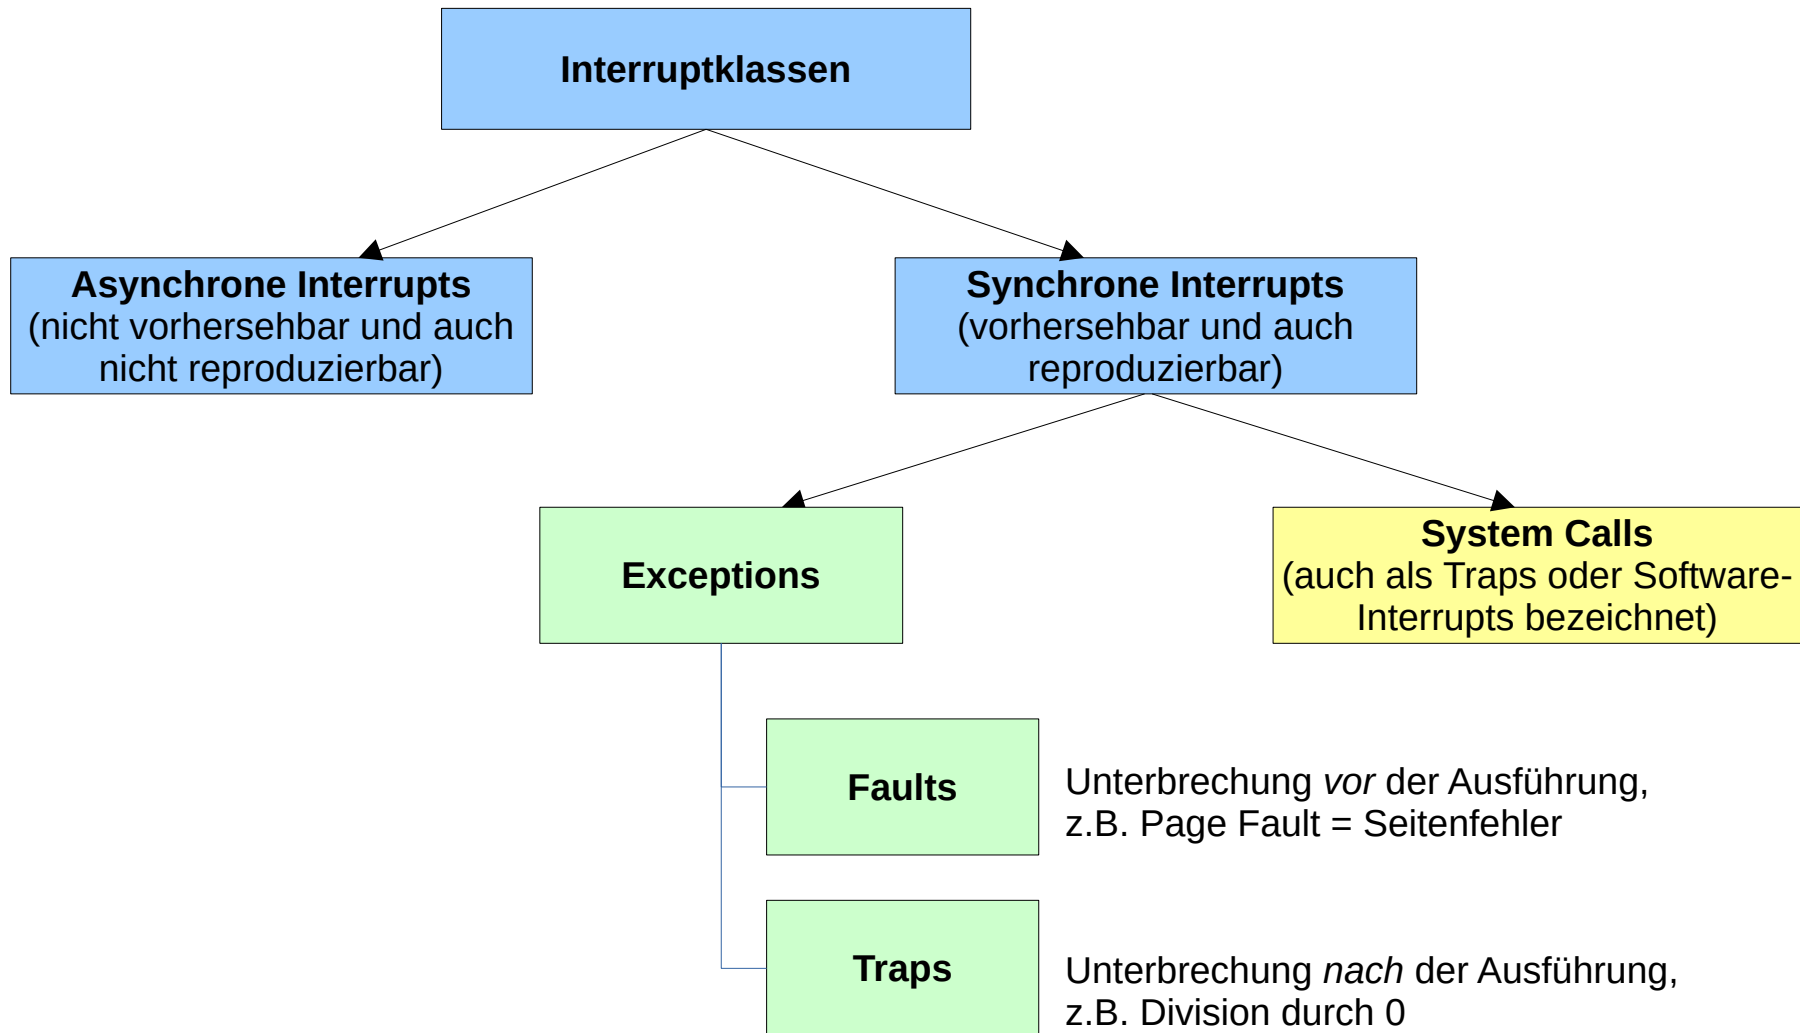 Interruptklassen
Asynchrone Interrupts
(nicht vorhersehbar und auch
nicht reproduzierbar)
Synchrone Interrupts
(vorhersehbar und auch
reproduzierbar)
Exceptions
System Calls
(auch als Traps oder Software-
Interrupts bezeichnet)
Faults
Unterbrechung vor der Ausführung,
z.B. Page Fault = Seitenfehler
Traps
Unterbrechung nach der Ausführung,
z.B. Division durch 0